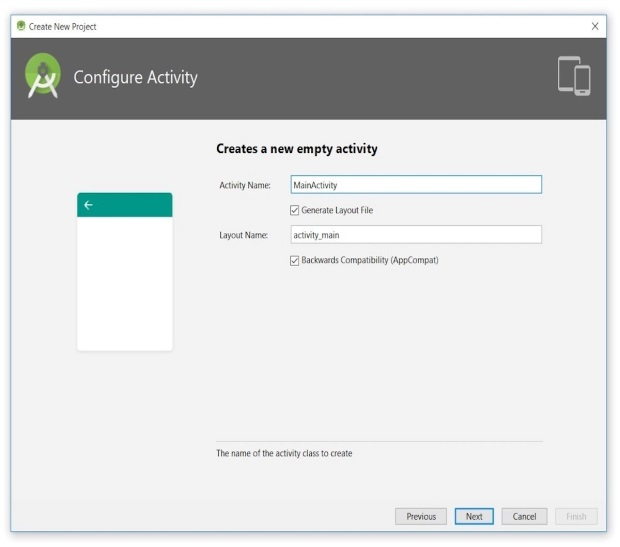 Create New Project
Configure Activity
Creates a new empty activity
Activity Name: MainActivity
Generate Layout File
Layout Name: activity_main
Backwards Compatibility (AppCompat)
The name of the activity class to create
Previous Next Cancel Finish